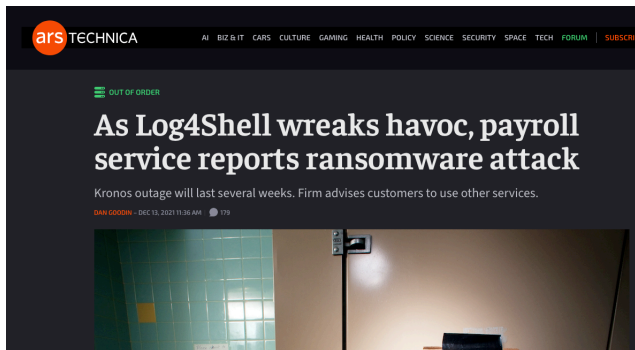 ars TECHNICA
AI BIZ & IT CARS CULTURE GAMING HEALTH POLICY SCIENCE SECURITY SPACE TECH FORUM SUBSCRI
OUT OF ORDER
As Log4Shell wreaks havoc, payroll
service reports ransomware attack
Kronos outage will last several weeks. Firm advises customers to use other services.
DAN GOODIN – DEC 13, 2021 11:36 AM 179